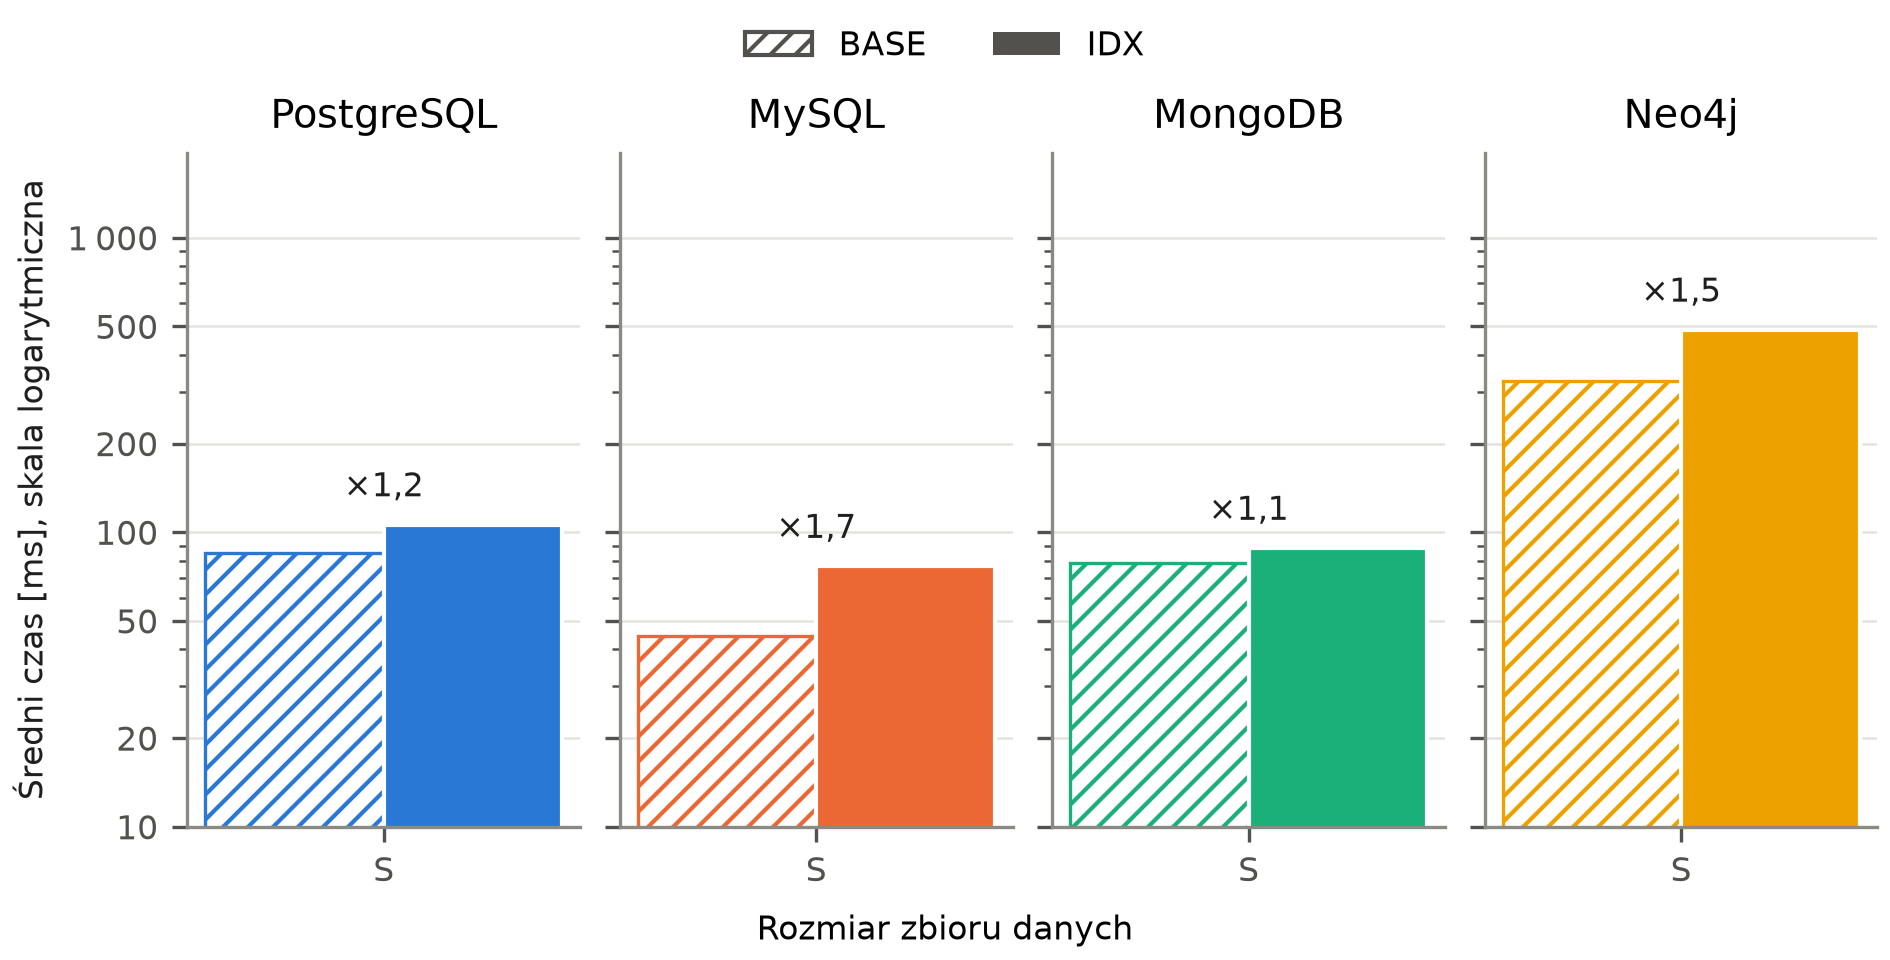 BASE IDX
PostgreSQL MySQL MongoDB Neo4j
Średni czas [ms], skala logarytmiczna
1 000
500
200
100
50
20
10
×1,2
×1,7
×1,1
×1,5
S S S S
Rozmiar zbioru danych